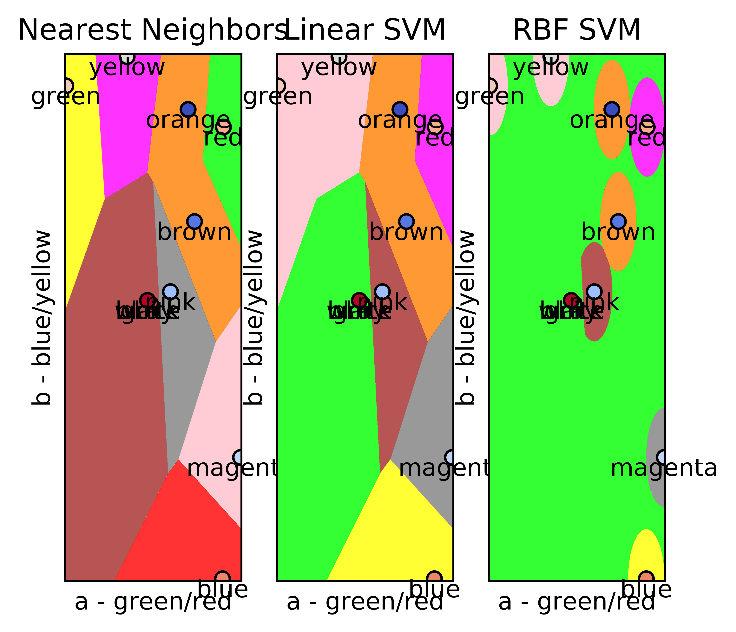 Nearest Neighbors
Linear SVM
RBF SVM
yellow
green
orange
red
brown
pink
magent
blue
b - blue/yellow
a - green/red
yellow
green
orange
red
brown
pink
magent
blue
b - blue/yellow
a - green/red
yellow
green
orange
red
brown
pink
magenta
blue
b - blue/yellow
a - green/red